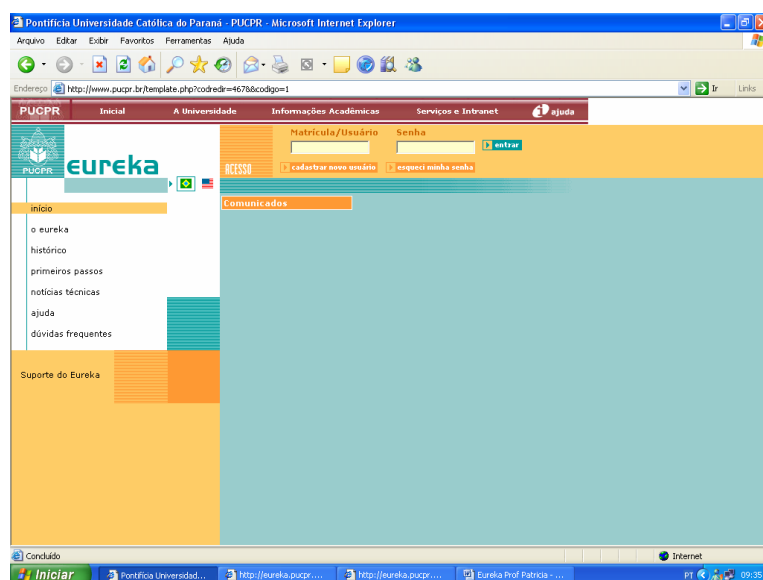 Pontifícia Universidade Católica do Paraná - PUCPR - Microsoft Internet Explorer
Arquivo Editar Exibir Favoritos Ferramentas Ajuda
Endereço http://www.pucpr.br/template.php?codredir=467&&codigo=1 Ir Links
PUCPR Inicial A Universidade Informações Acadêmicas Serviços e Intranet ajuda
Matrícula/Usuário Senha
entrar
PUCPR eureka ACESSO cadastrar novo usuário esqueci minha senha
Comunicados
início
o eureka
histórico
primeiros passos
notícias técnicas
ajuda
dúvidas frequentes
Suporte do Eureka
Concluído Internet
Iniciar Pontifícia Universidad... http://eureka.pucpr.... http://eureka.pucpr.... Eureka Prof Patricia - ... PT 09:35